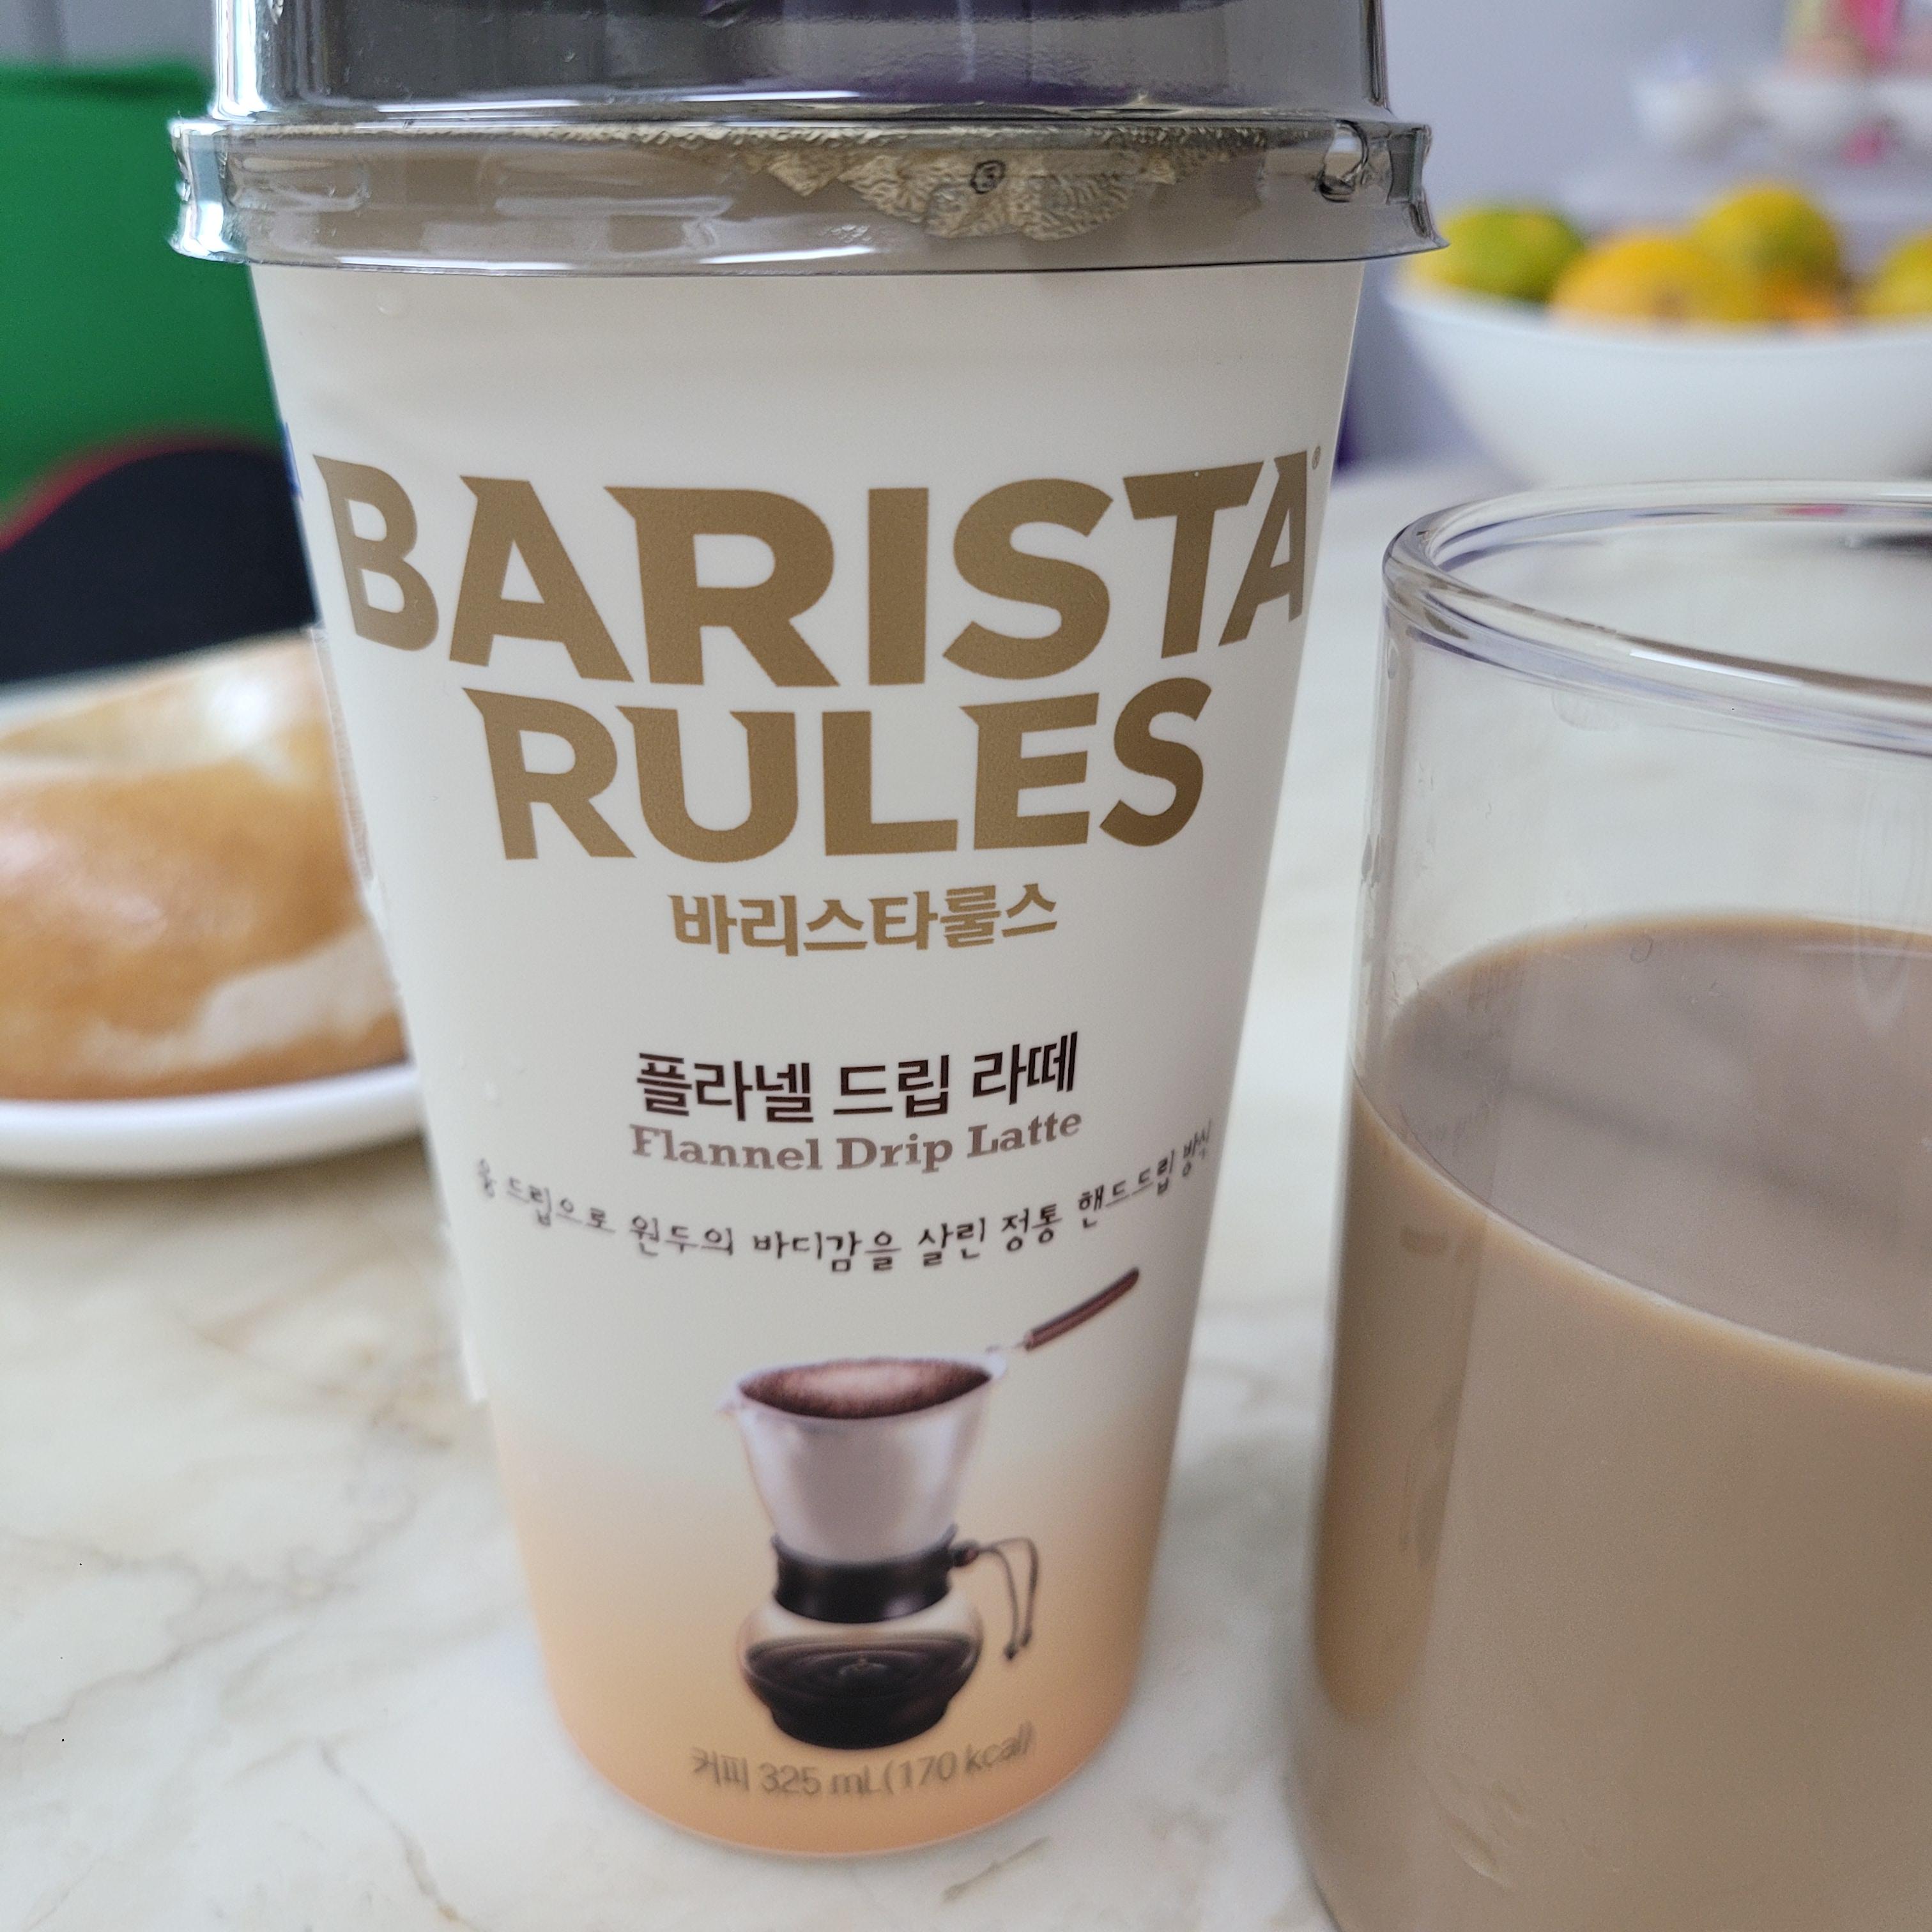 BARISTA
RULES
바리스타룰스
플라넬 드립 라떼
Flannel Drip Latte
드립으로 원두의 바디감을 살린 정통 핸드드립 방식
커피 325 mL(170 kcal)